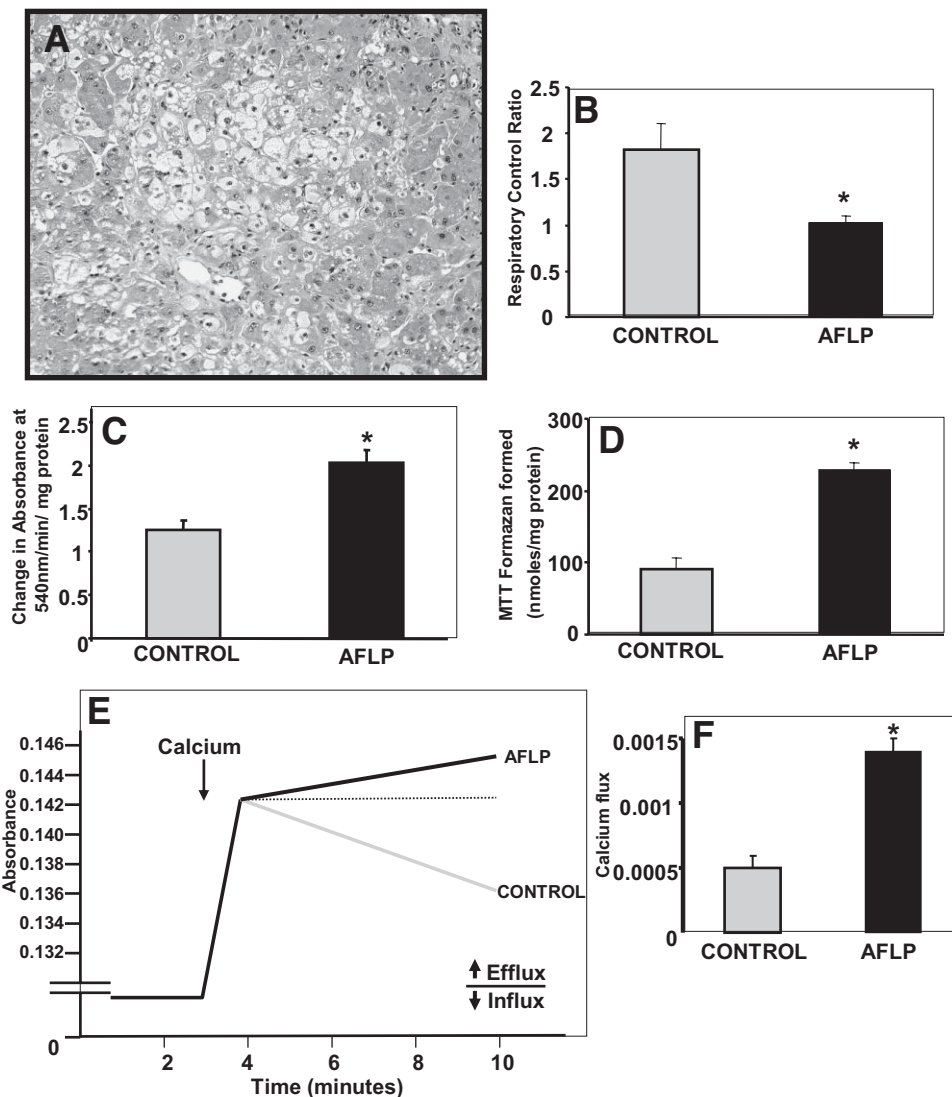 A
B
Respiratory Control Ratio
2.5
2
1.5
1
0.5
0
*
CONTROL
AFLP
C
Change in Absorbance at
540nm/min/ mg protein
2.5
2
1.5
1
0.5
0
*
CONTROL
AFLP
D
MTT Formazan formed
(nmoles/mg protein)
300
200
100
0
*
CONTROL
AFLP
E
Absorbance
0.146
0.144
0.142
0.140
0.138
0.136
0.134
0.132
0
Calcium
AFLP
CONTROL
Efflux
Influx
2
4
6
8
10
Time (minutes)
F
Calcium flux
0.0015
0.001
0.0005
0
*
CONTROL
AFLP